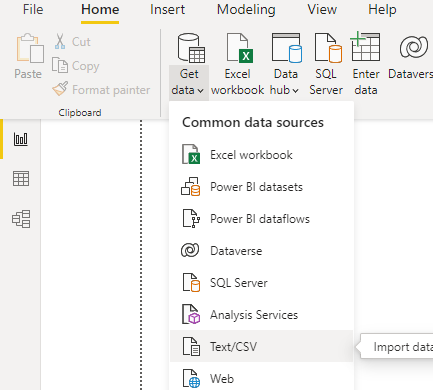 File Home Insert Modeling View Help
Paste
Cut
Copy
Format painter
Clipboard
Get data
Excel workbook
Data hub
SQL Server
Enter data
Datavers
Common data sources
Excel workbook
Power BI datasets
Power BI dataflows
Dataverse
SQL Server
Analysis Services
Text/CSV
Import data
Web